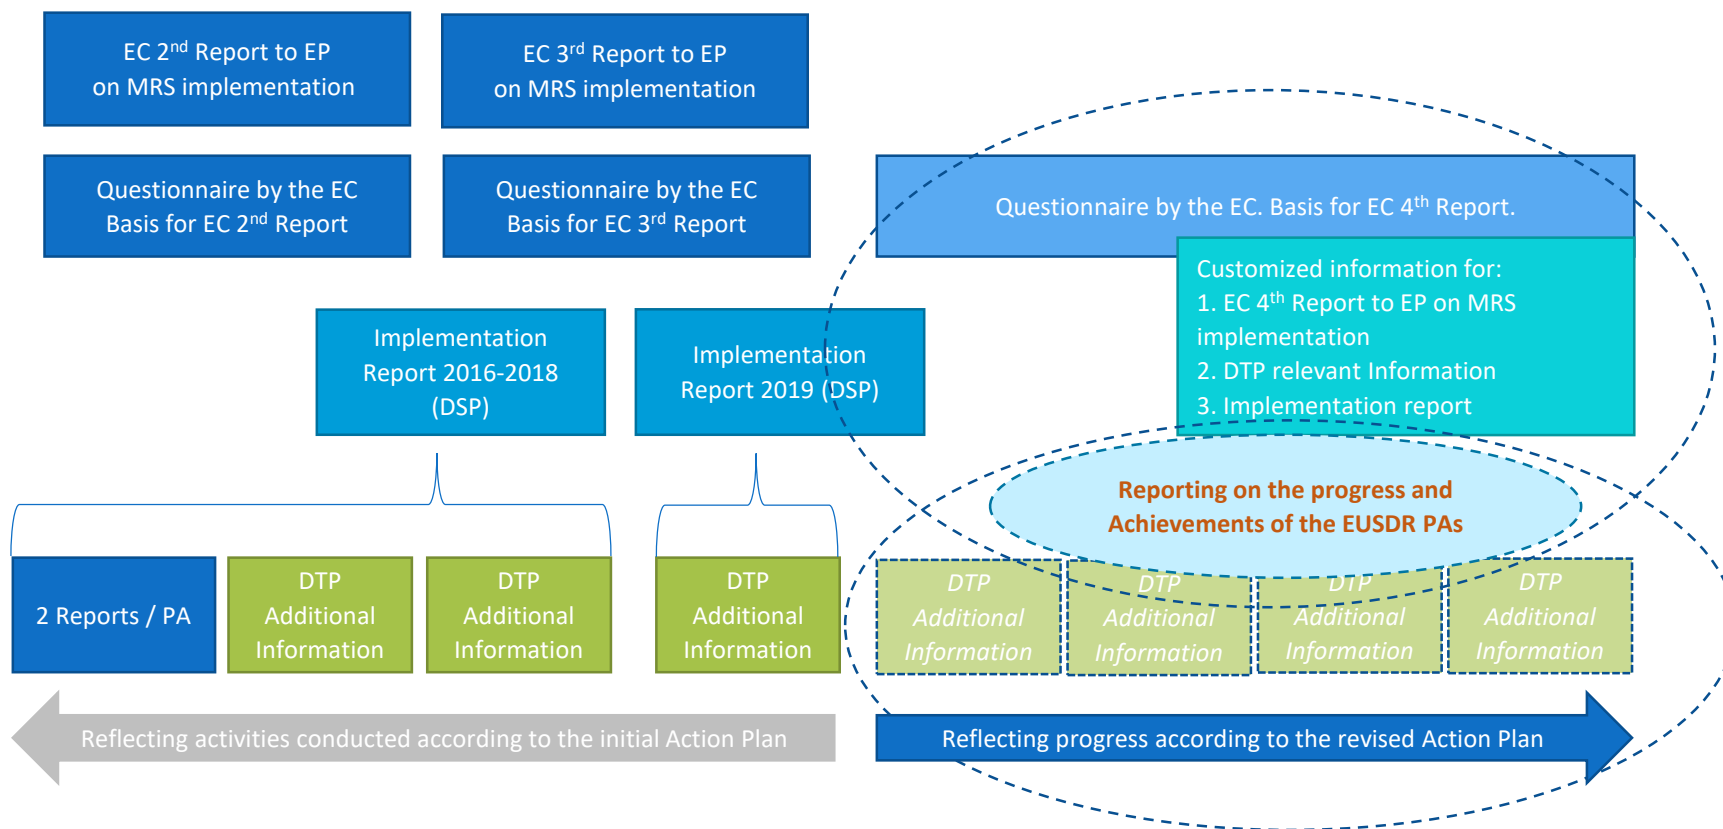 EC 2nd Report to EP
on MRS implementation
EC 3rd Report to EP
on MRS implementation
Questionnaire by the EC
Basis for EC 2nd Report
Questionnaire by the EC
Basis for EC 3rd Report
Questionnaire by the EC. Basis for EC 4th Report.
Customized information for:
1. EC 4th Report to EP on MRS
implementation
2. DTP relevant Information
3. Implementation report
Implementation
Report 2016-2018
(DSP)
Implementation
Report 2019 (DSP)
Reporting on the progress and
Achievements of the EUSDR PAs
2 Reports / PA
DTP
Additional
Information
DTP
Additional
Information
DTP
Additional
Information
DTP
Additional
Information
DTP
Additional
Information
DTP
Additional
Information
DTP
Additional
Information
Reflecting activities conducted according to the initial Action Plan
Reflecting progress according to the revised Action Plan